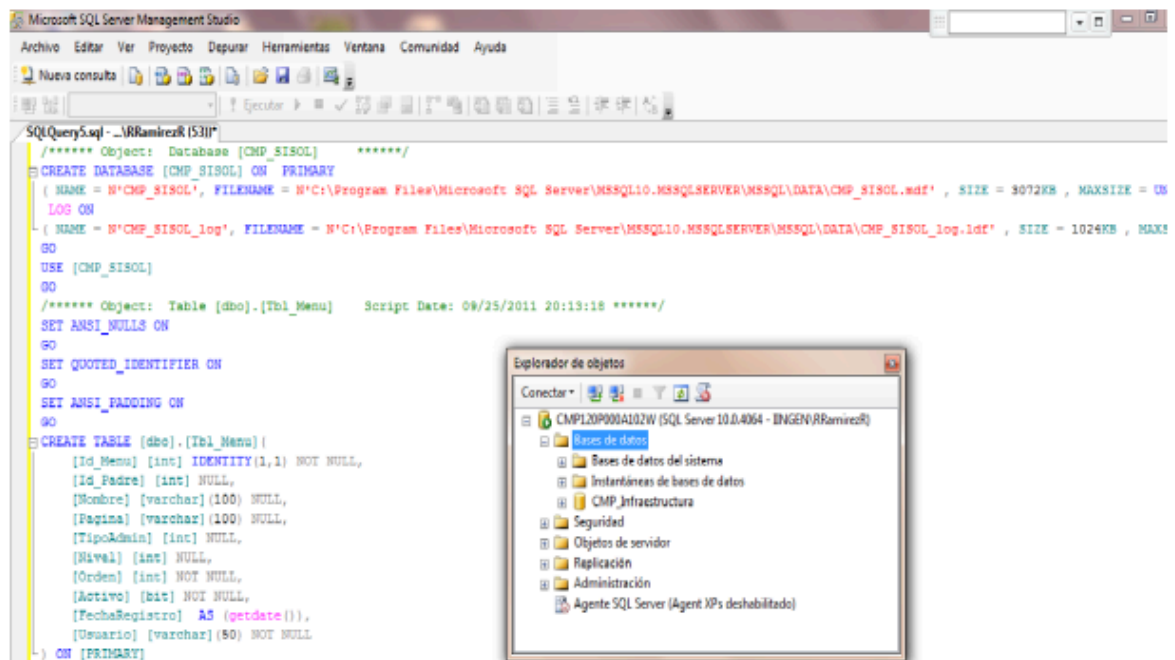 Microsoft SQL Server Management Studio
Archivo Editar Ver Proyecto Depurar Herramientas Ventana Comunidad Ayuda
Nueva consulta
Ejecutar
SQLQuery5.sql - ...\RRamirezR (53))*
/****** Object: Database [CMP_SISOL] ******/
CREATE DATABASE [CMP_SISOL] ON PRIMARY
( NAME = N'CMP_SISOL', FILENAME = N'C:\Program Files\Microsoft SQL Server\MSSQL10.MSSQLSERVER\MSSQL\DATA\CMP_SISOL.mdf' , SIZE = 3072KB , MAXSIZE = UN
LOG ON
( NAME = N'CMP_SISOL_log', FILENAME = N'C:\Program Files\Microsoft SQL Server\MSSQL10.MSSQLSERVER\MSSQL\DATA\CMP_SISOL_log.ldf' , SIZE = 1024KB , MAXS
GO
USE [CMP_SISOL]
GO
/****** Object: Table [dbo].[Tbl_Menu] Script Date: 09/25/2011 20:13:18 ******/
SET ANSI_NULLS ON
GO
SET QUOTED_IDENTIFIER ON
GO
SET ANSI_PADDING ON
GO
CREATE TABLE [dbo].[Tbl_Menu](
[Id_Menu] [int] IDENTITY(1,1) NOT NULL,
[Id_Padre] [int] NULL,
[Nombre] [varchar](100) NULL,
[Pagina] [varchar](100) NULL,
[TipoAdmin] [int] NULL,
[Nivel] [int] NULL,
[Orden] [int] NOT NULL,
[Activo] [bit] NOT NULL,
[FechaRegistro] AS (getdate()),
[Usuario] [varchar](50) NOT NULL
) ON [PRIMARY]
Explorador de objetos
Conectar
CMP120P000A102W (SQL Server 10.0.4064 - IINGEN\RRamirezR)
Bases de datos
Bases de datos del sistema
Instantáneas de bases de datos
CMP_Infraestructura
Seguridad
Objetos de servidor
Replicación
Administración
Agente SQL Server (Agent XPs deshabilitado)